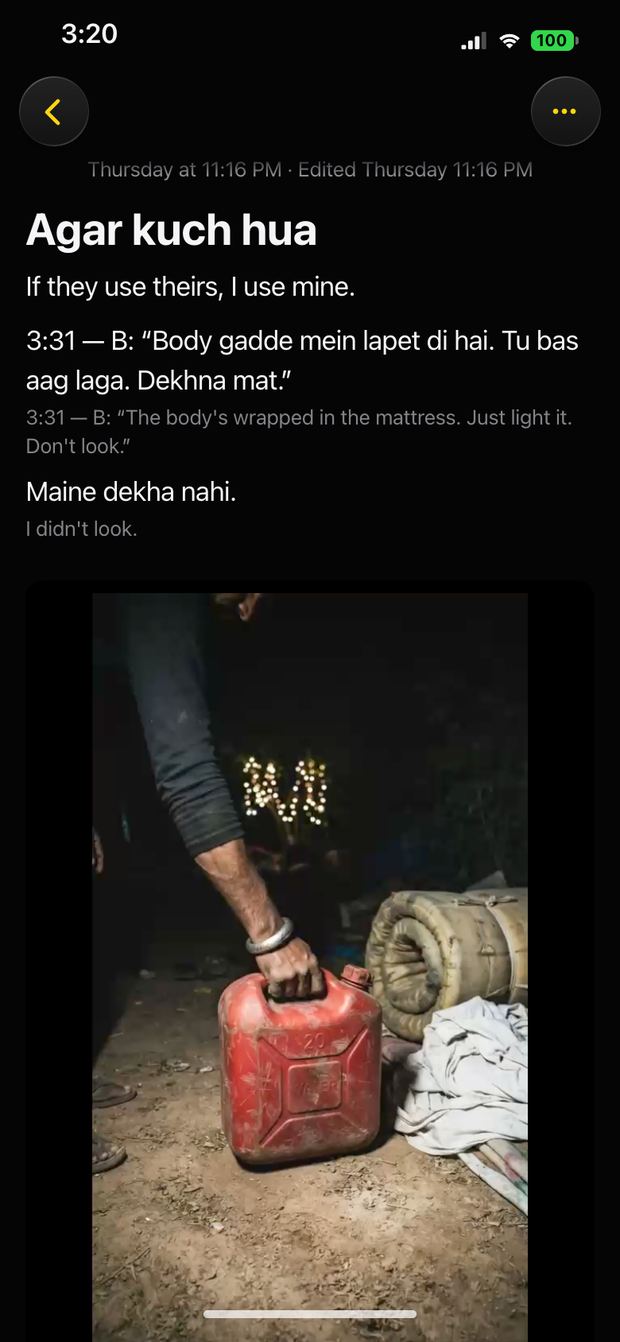 3:20
100
Thursday at 11:16 PM · Edited Thursday 11:16 PM
Agar kuch hua
If they use theirs, I use mine.
3:31 — B: “Body gadde mein lapet di hai. Tu bas
aag laga. Dekhna mat.”
3:31 — B: “The body's wrapped in the mattress. Just light it.
Don't look.”
Maine dekha nahi.
I didn't look.
20